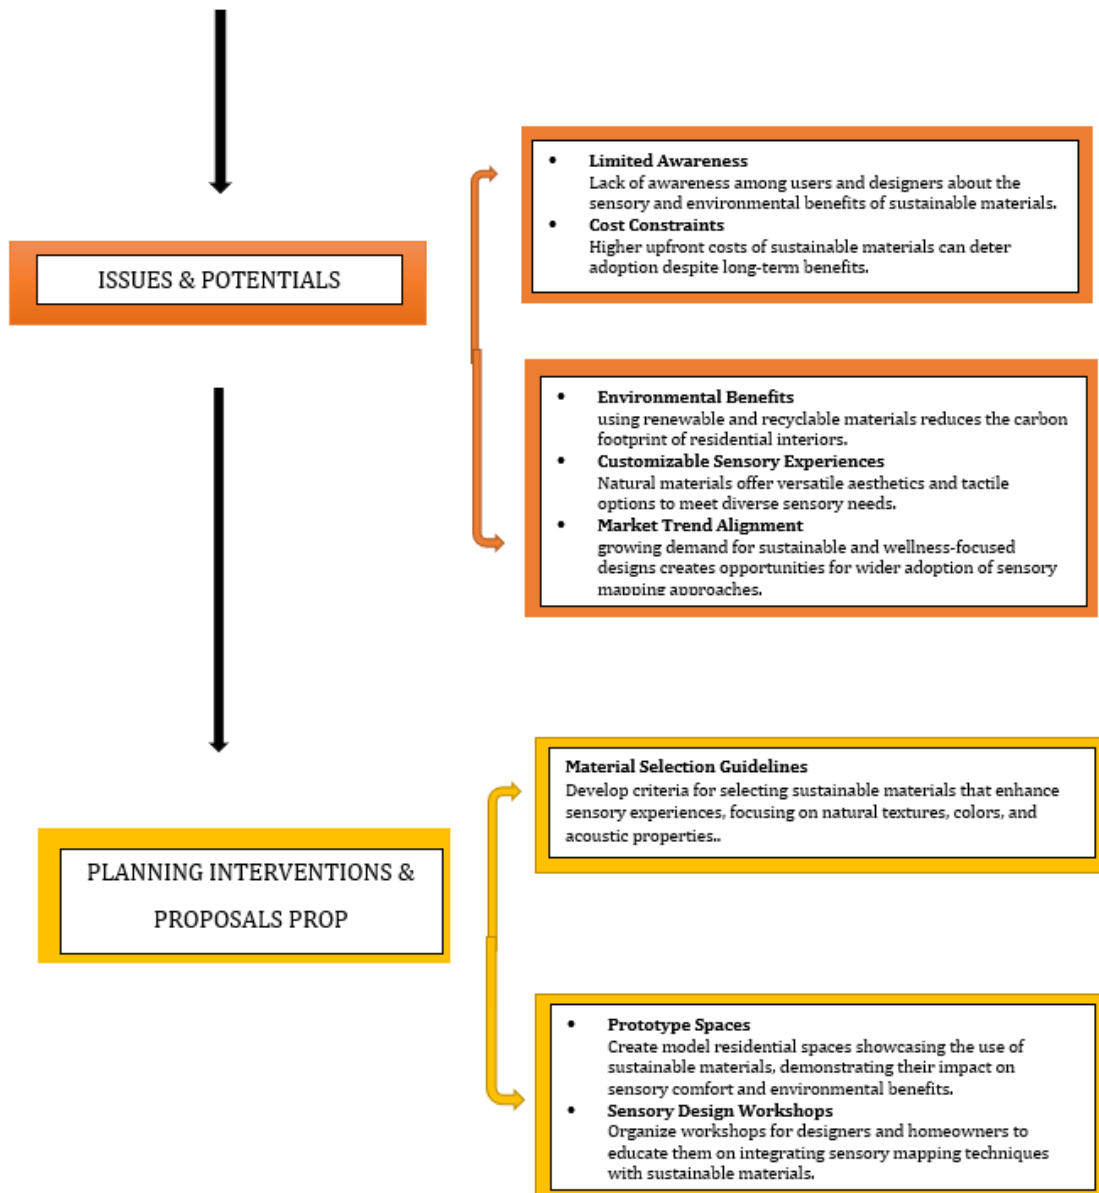 ISSUES & POTENTIALS
• Limited Awareness
Lack of awareness among users and designers about the
sensory and environmental benefits of sustainable materials.
• Cost Constraints
Higher upfront costs of sustainable materials can deter
adoption despite long-term benefits.
• Environmental Benefits
using renewable and recyclable materials reduces the carbon
footprint of residential interiors.
• Customizable Sensory Experiences
Natural materials offer versatile aesthetics and tactile
options to meet diverse sensory needs.
• Market Trend Alignment
growing demand for sustainable and wellness-focused
designs creates opportunities for wider adoption of sensory
mapping approaches.
PLANNING INTERVENTIONS &
PROPOSALS PROP
Material Selection Guidelines
Develop criteria for selecting sustainable materials that enhance
sensory experiences, focusing on natural textures, colors, and
acoustic properties..
• Prototype Spaces
Create model residential spaces showcasing the use of
sustainable materials, demonstrating their impact on
sensory comfort and environmental benefits.
• Sensory Design Workshops
Organize workshops for designers and homeowners to
educate them on integrating sensory mapping techniques
with sustainable materials.